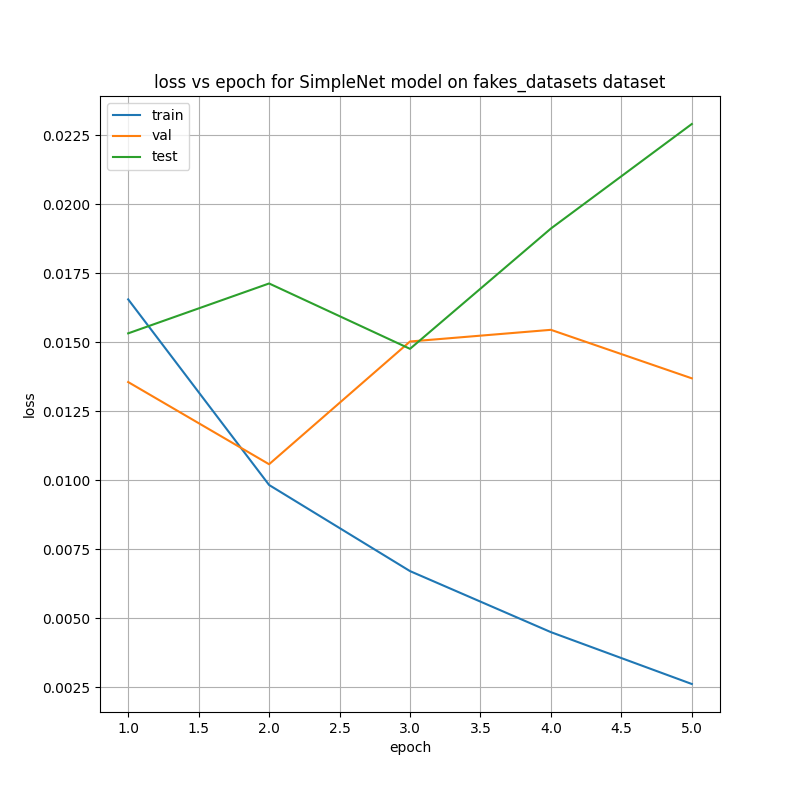 loss vs epoch for SimpleNet model on fakes_datasets dataset
train
val
test
0.0225
0.0200
0.0175
0.0150
0.0125
0.0100
0.0075
0.0050
0.0025
loss
1.0 1.5 2.0 2.5 3.0 3.5 4.0 4.5 5.0
epoch